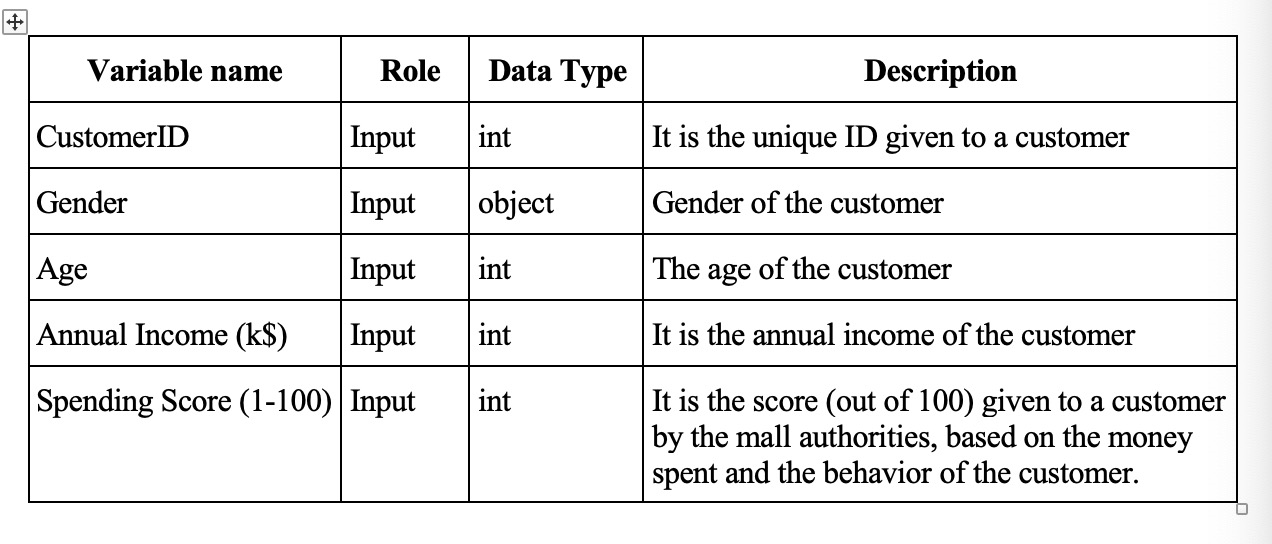 Variable name Role Data Type Description
CustomerID Input int It is the unique ID given to a customer
Gender Input object Gender of the customer
Age Input int The age of the customer
Annual Income (k$) Input int It is the annual income of the customer
Spending Score (1-100) Input int It is the score (out of 100) given to a customer
by the mall authorities, based on the money
spent and the behavior of the customer.